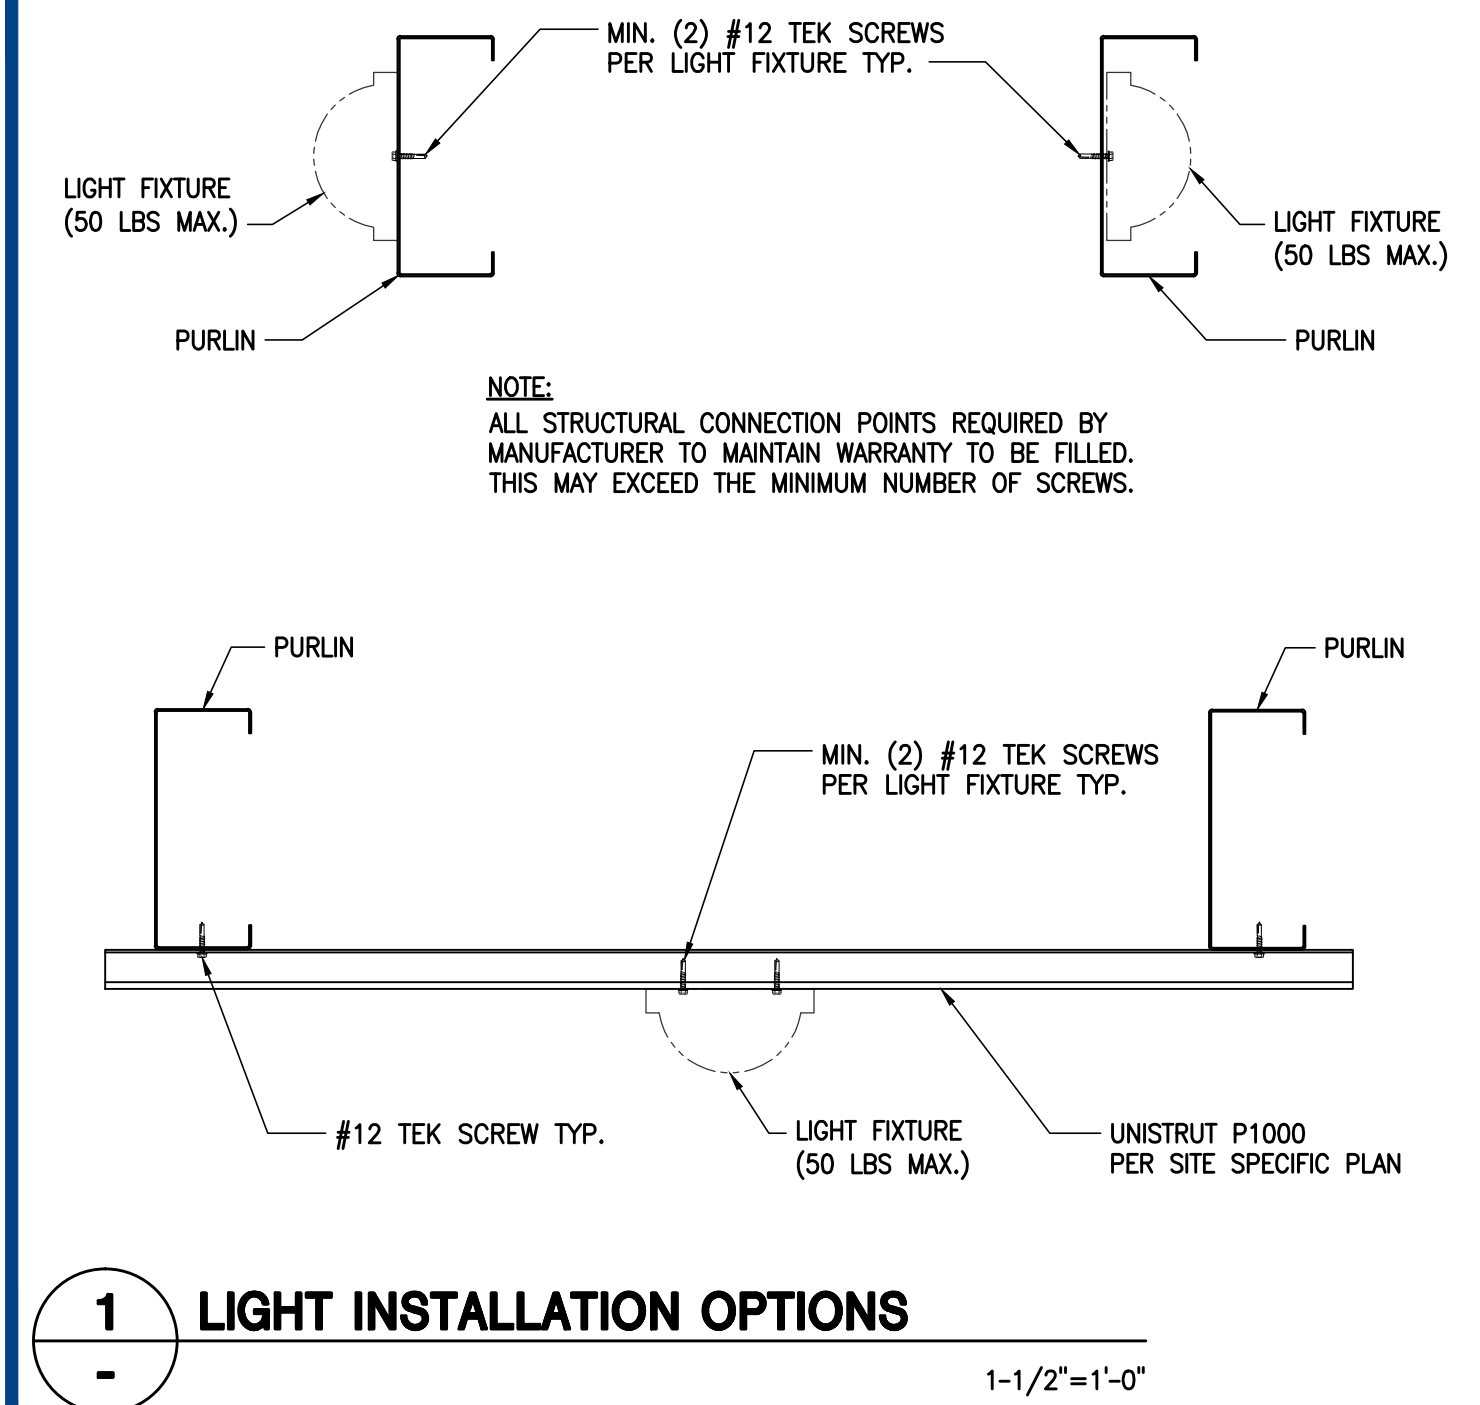 MIN. (2) #12 TEK SCREWS
PER LIGHT FIXTURE TYP.
LIGHT FIXTURE
(50 LBS MAX.)
LIGHT FIXTURE
(50 LBS MAX.)
PURLIN
PURLIN
NOTE:
ALL STRUCTURAL CONNECTION POINTS REQUIRED BY
MANUFACTURER TO MAINTAIN WARRANTY TO BE FILLED.
THIS MAY EXCEED THE MINIMUM NUMBER OF SCREWS.
PURLIN
PURLIN
MIN. (2) #12 TEK SCREWS
PER LIGHT FIXTURE TYP.
#12 TEK SCREW TYP.
LIGHT FIXTURE
(50 LBS MAX.)
UNISTRUT P1000
PER SITE SPECIFIC PLAN
1
-
LIGHT INSTALLATION OPTIONS
1-1/2"=1'-0"